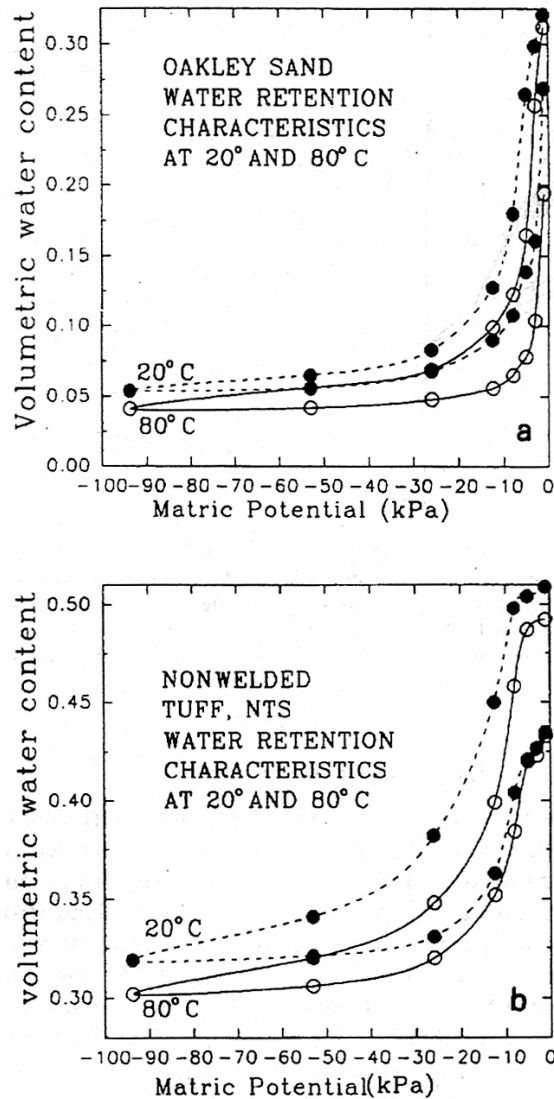 Volumetric water content
0.30
0.25
0.20
0.15
0.10
0.05
0.00
OAKLEY SAND
WATER RETENTION
CHARACTERISTICS
AT 20° AND 80° C
20°C
80°C
a
-100 -90 -80 -70 -60 -50 -40 -30 -20 -10 0
Matric Potential (kPa)
volumetric water content
0.50
0.45
0.40
0.35
0.30
NONWELDED
TUFF, NTS
WATER RETENTION
CHARACTERISTICS
AT 20° AND 80° C
20°C
80°C
b
-100 -90 -80 -70 -60 -50 -40 -30 -20 -10 0
Matric Potential(kPa)